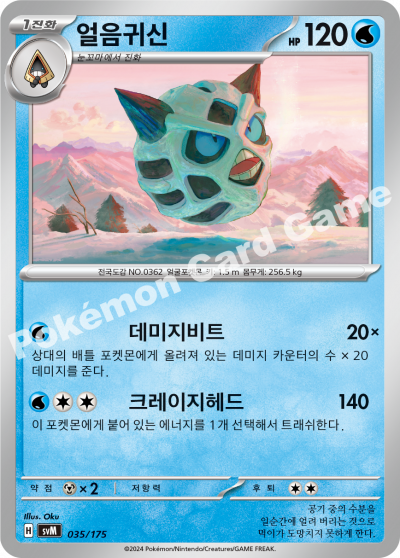 1진화 얼음귀신 HP 120
눈꼬마에서 진화
전국도감 NO.0362 얼굴포켓몬 키: 1.5 m 몸무게: 256.5 kg
데미지비트 20×
상대의 배틀 포켓몬에게 올려져 있는 데미지 카운터의 수 × 20
데미지를 준다.
크레이지헤드 140
이 포켓몬에게 붙어 있는 에너지를 1개 선택해서 트래쉬한다.
약점 ×2 저항력 후퇴
Illus. Oku
H svM 035/175
공기 중의 수분을
일순간에 얼려 버리는 것으로
먹이가 도망치지 못하게 한다.
©2024 Pokémon/Nintendo/Creatures/GAME FREAK.
Pokémon Card Game